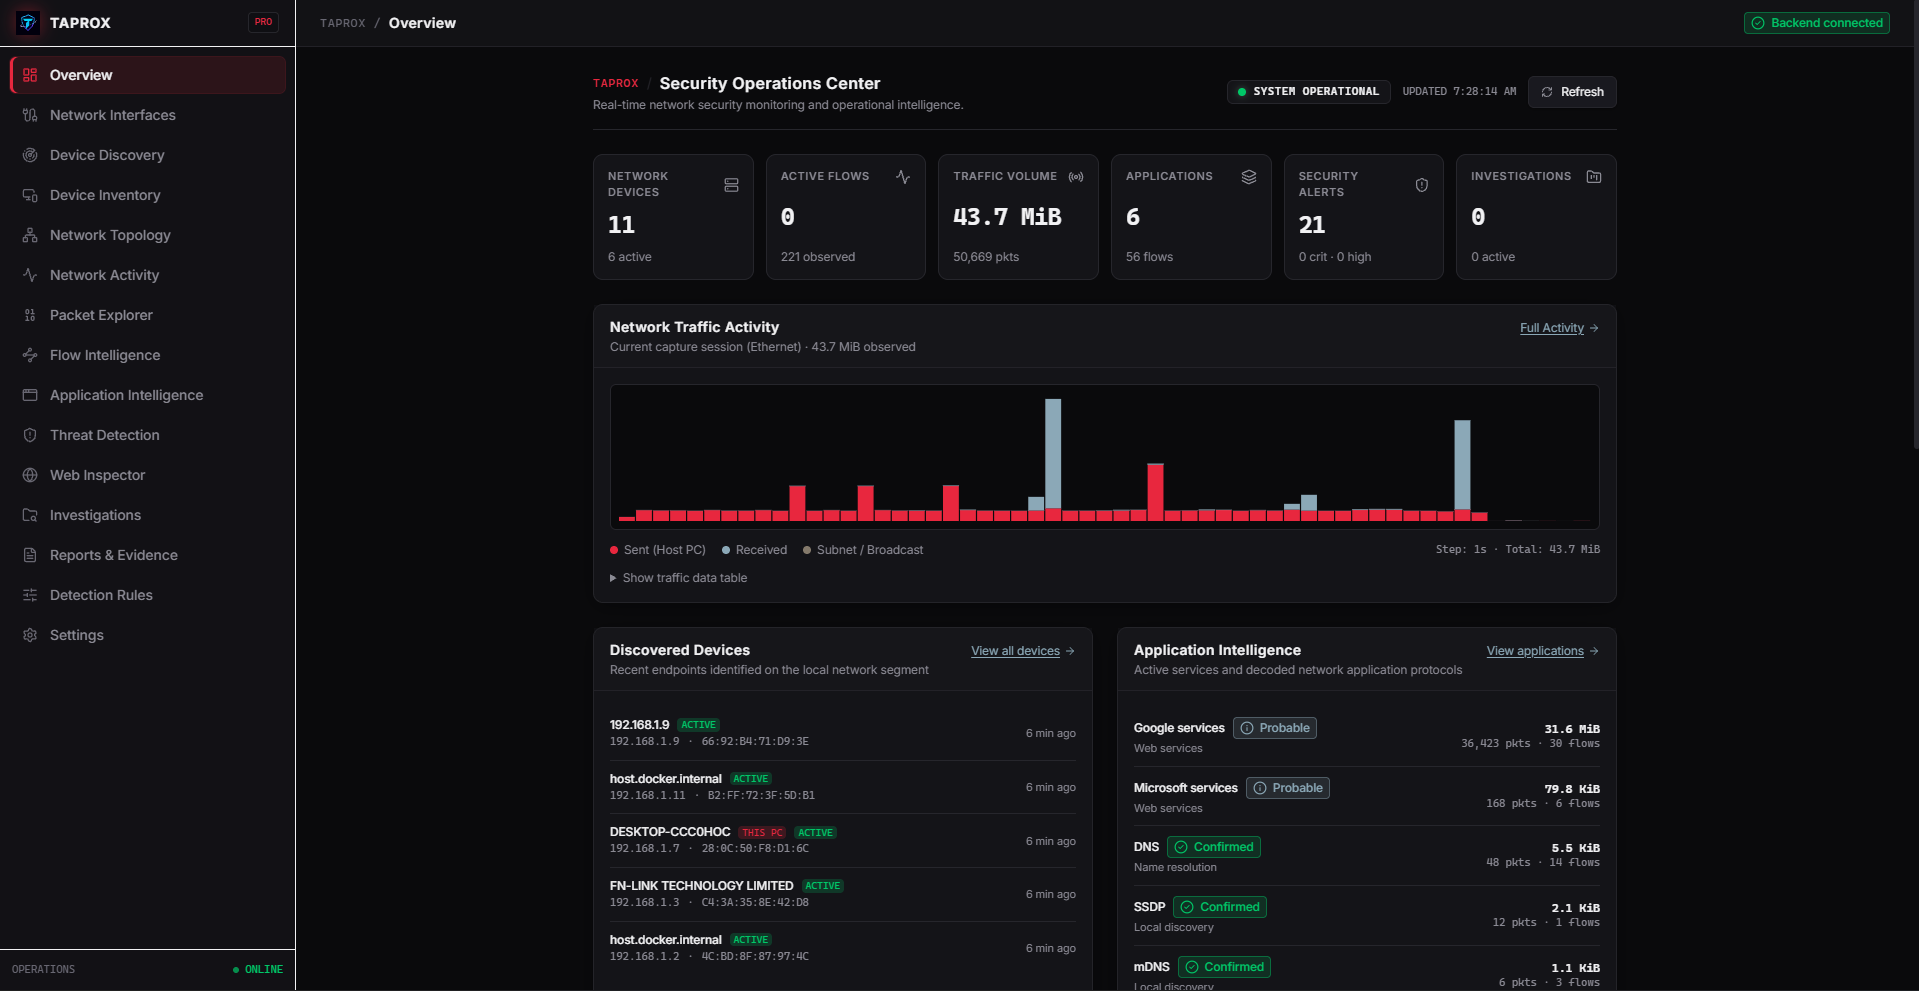 TAPROX PRO
TAPROX / Overview
Backend connected
Overview
Network Interfaces
Device Discovery
Device Inventory
Network Topology
Network Activity
Packet Explorer
Flow Intelligence
Application Intelligence
Threat Detection
Web Inspector
Investigations
Reports & Evidence
Detection Rules
Settings
OPERATIONS ONLINE
TAPROX / Security Operations Center
Real-time network security monitoring and operational intelligence.
SYSTEM OPERATIONAL UPDATED 7:28:14 AM Refresh
NETWORK DEVICES
11
6 active
ACTIVE FLOWS
0
221 observed
TRAFFIC VOLUME
43.7 MiB
50,669 pkts
APPLICATIONS
6
56 flows
SECURITY ALERTS
21
0 crit · 0 high
INVESTIGATIONS
0
0 active
Network Traffic Activity
Full Activity →
Current capture session (Ethernet) · 43.7 MiB observed
Sent (Host PC) Received Subnet / Broadcast
Step: 1s · Total: 43.7 MiB
Show traffic data table
Discovered Devices
View all devices →
Recent endpoints identified on the local network segment
192.168.1.9 ACTIVE
192.168.1.9 · 66:92:B4:71:D9:3E
6 min ago
host.docker.internal ACTIVE
192.168.1.11 · B2:FF:72:3F:5D:B1
6 min ago
DESKTOP-CCC0HOC THIS PC ACTIVE
192.168.1.7 · 28:0C:50:F8:D1:6C
6 min ago
FN-LINK TECHNOLOGY LIMITED ACTIVE
192.168.1.3 · C4:3A:35:8E:42:D8
6 min ago
host.docker.internal ACTIVE
192.168.1.2 · 4C:BD:8F:87:97:4C
6 min ago
Application Intelligence
View applications →
Active services and decoded network application protocols
Google services Probable
Web services
31.6 MiB
36,423 pkts · 30 flows
Microsoft services Probable
Web services
79.8 KiB
168 pkts · 6 flows
DNS Confirmed
Name resolution
5.5 KiB
48 pkts · 14 flows
SSDP Confirmed
Local discovery
2.1 KiB
12 pkts · 1 flows
mDNS Confirmed
Local discovery
1.1 KiB
6 pkts · 3 flows